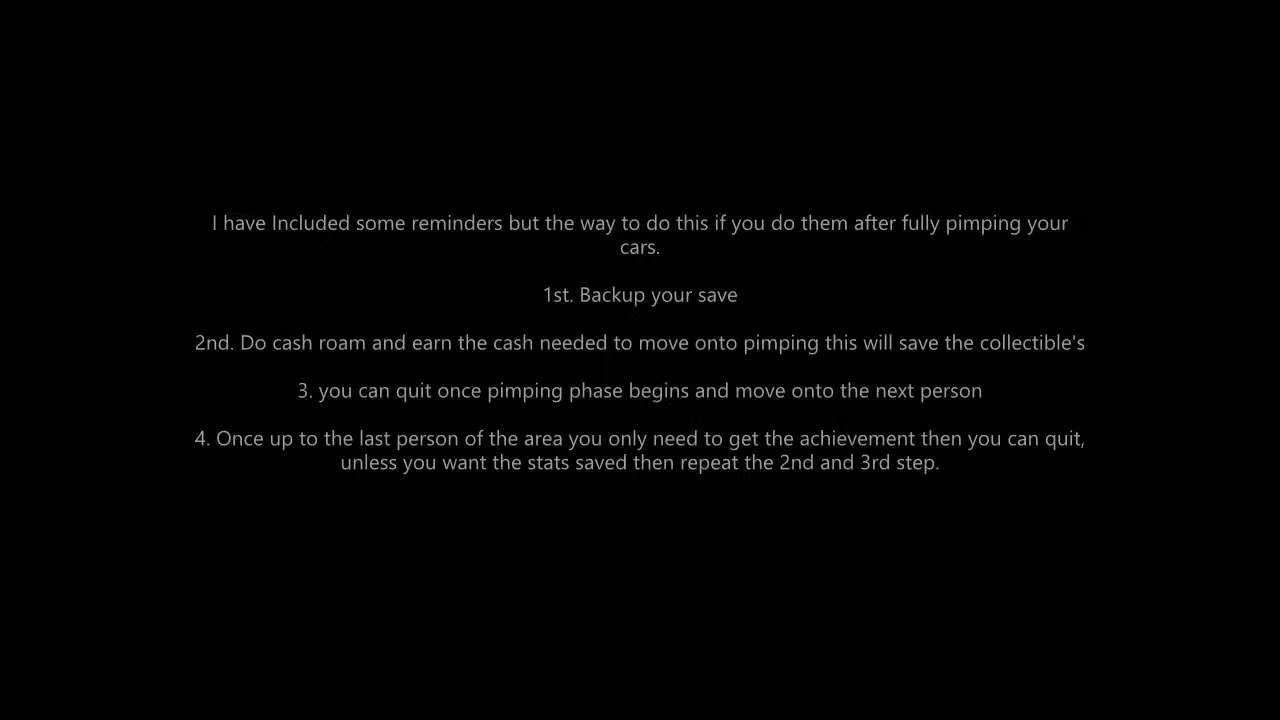 I have Included some reminders but the way to do this if you do them after fully pimping your
cars.
1st. Backup your save
2nd. Do cash roam and earn the cash needed to move onto pimping this will save the collectible's
3. you can quit once pimping phase begins and move onto the next person
4. Once up to the last person of the area you only need to get the achievement then you can quit,
unless you want the stats saved then repeat the 2nd and 3rd step.